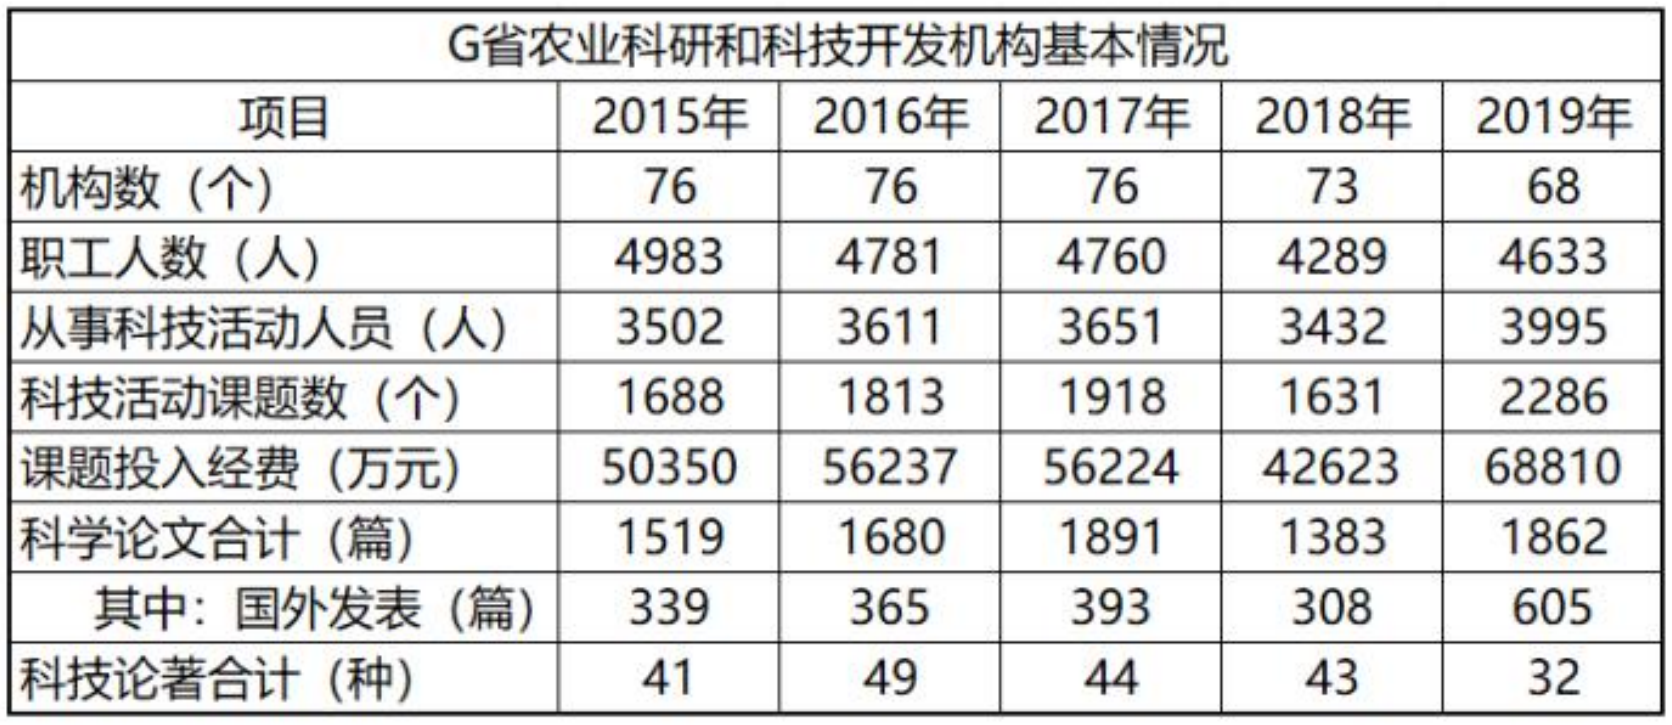 G省农业科研和科技开发机构基本情况
项目 2015年 2016年 2017年 2018年 2019年
机构数（个） 76 76 76 73 68
职工人数（人） 4983 4781 4760 4289 4633
从事科技活动人员（人） 3502 3611 3651 3432 3995
科技活动课题数（个） 1688 1813 1918 1631 2286
课题投入经费（万元） 50350 56237 56224 42623 68810
科学论文合计（篇） 1519 1680 1891 1383 1862
其中：国外发表（篇） 339 365 393 308 605
科技论著合计（种） 41 49 44 43 32